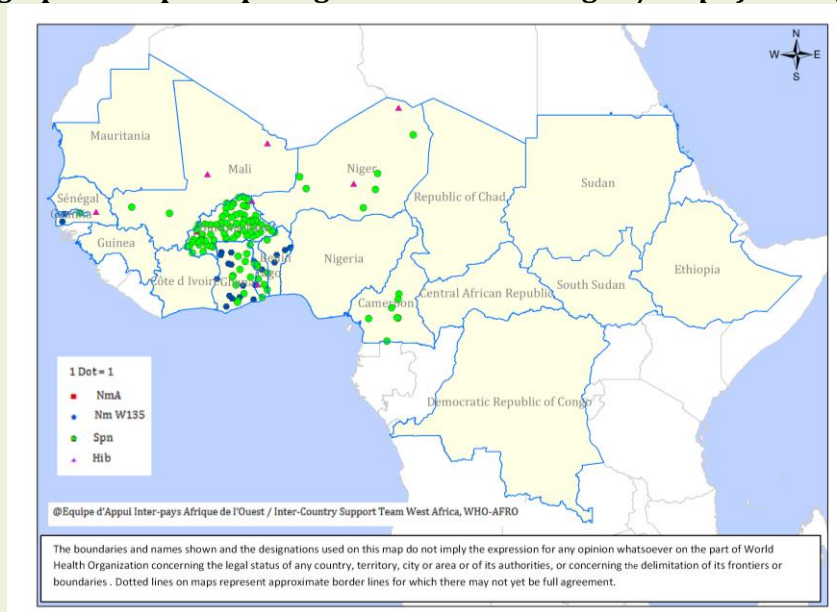 N
W E
S
Mauritania
Mali
Niger
Republic of Chad
Sudan
Sénégal
Guinea
Nigeria
Ethiopia
Côte d Ivoire
Cameroon
Central African Republic
South Sudan
Democratic Republic of Congo
1 Dot = 1
NmA
Nm W135
Spn
Hib
@Equipe d'Appui Inter-pays Afrique de l'Ouest / Inter-Country Support Team West Africa, WHO-AFRO
The boundaries and names shown and the designations used on this map do not imply the expression for any opinion whatsoever on the part of World
Health Organization concerning the legal status of any country, territory, city or area or of its authorities, or concerning the delimitation of its frontiers or
boundaries . Dotted lines on maps represent approximate border lines for which there may not yet be full agreement.